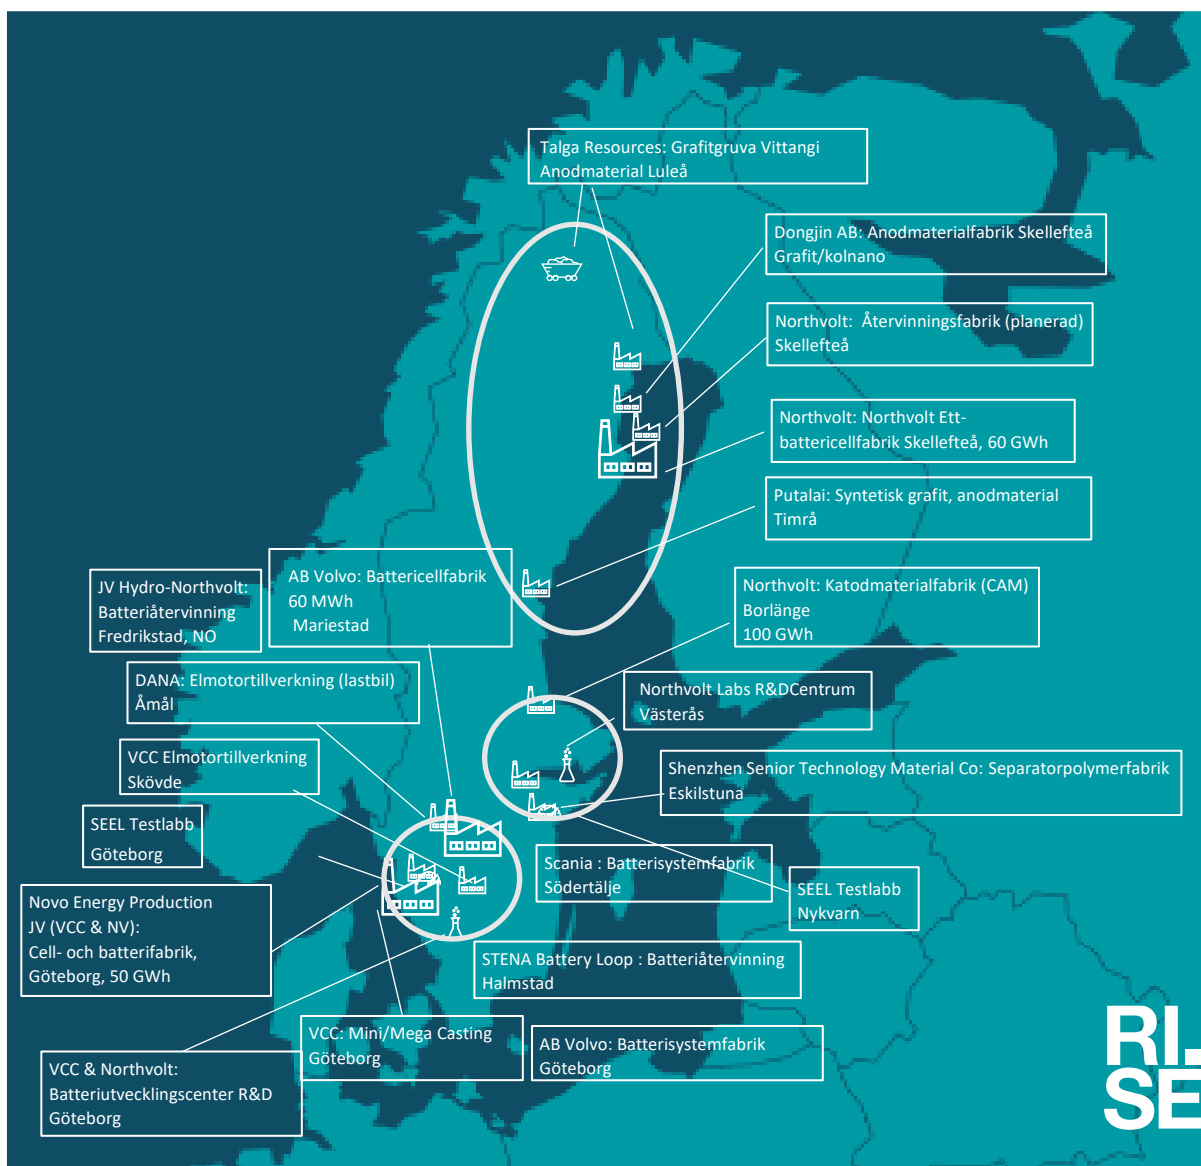 Talga Resources: Grafitgruva Vittangi
Anodmaterial Luleå
Dongjin AB: Anodmaterialfabrik Skellefteå
Grafit/kolnano
Northvolt: Återvinningsfabrik (planerad)
Skellefteå
Northvolt: Northvolt Ett-
battericellfabrik Skellefteå, 60 GWh
Putalai: Syntetisk grafit, anodmaterial
Timrå
JV Hydro-Northvolt:
Batteriåtervinning
Fredrikstad, NO
AB Volvo: Battericellfabrik
60 MWh
Mariestad
Northvolt: Katodmaterialfabrik (CAM)
Borlänge
100 GWh
DANA: Elmotortillverkning (lastbil)
Åmål
Northvolt Labs R&DCentrum
Västerås
VCC Elmotortillverkning
Skövde
Shenzhen Senior Technology Material Co: Separatorpolymerfabrik
Eskilstuna
SEEL Testlabb
Göteborg
Scania : Batterisystemfabrik
Södertälje
SEEL Testlabb
Nykvarn
Novo Energy Production
JV (VCC & NV):
Cell- och batterifabrik,
Göteborg, 50 GWh
STENA Battery Loop : Batteriåtervinning
Halmstad
VCC: Mini/Mega Casting
Göteborg
AB Volvo: Batterisystemfabrik
Göteborg
VCC & Northvolt:
Batteriutvecklingscenter R&D
Göteborg
RI.
SE